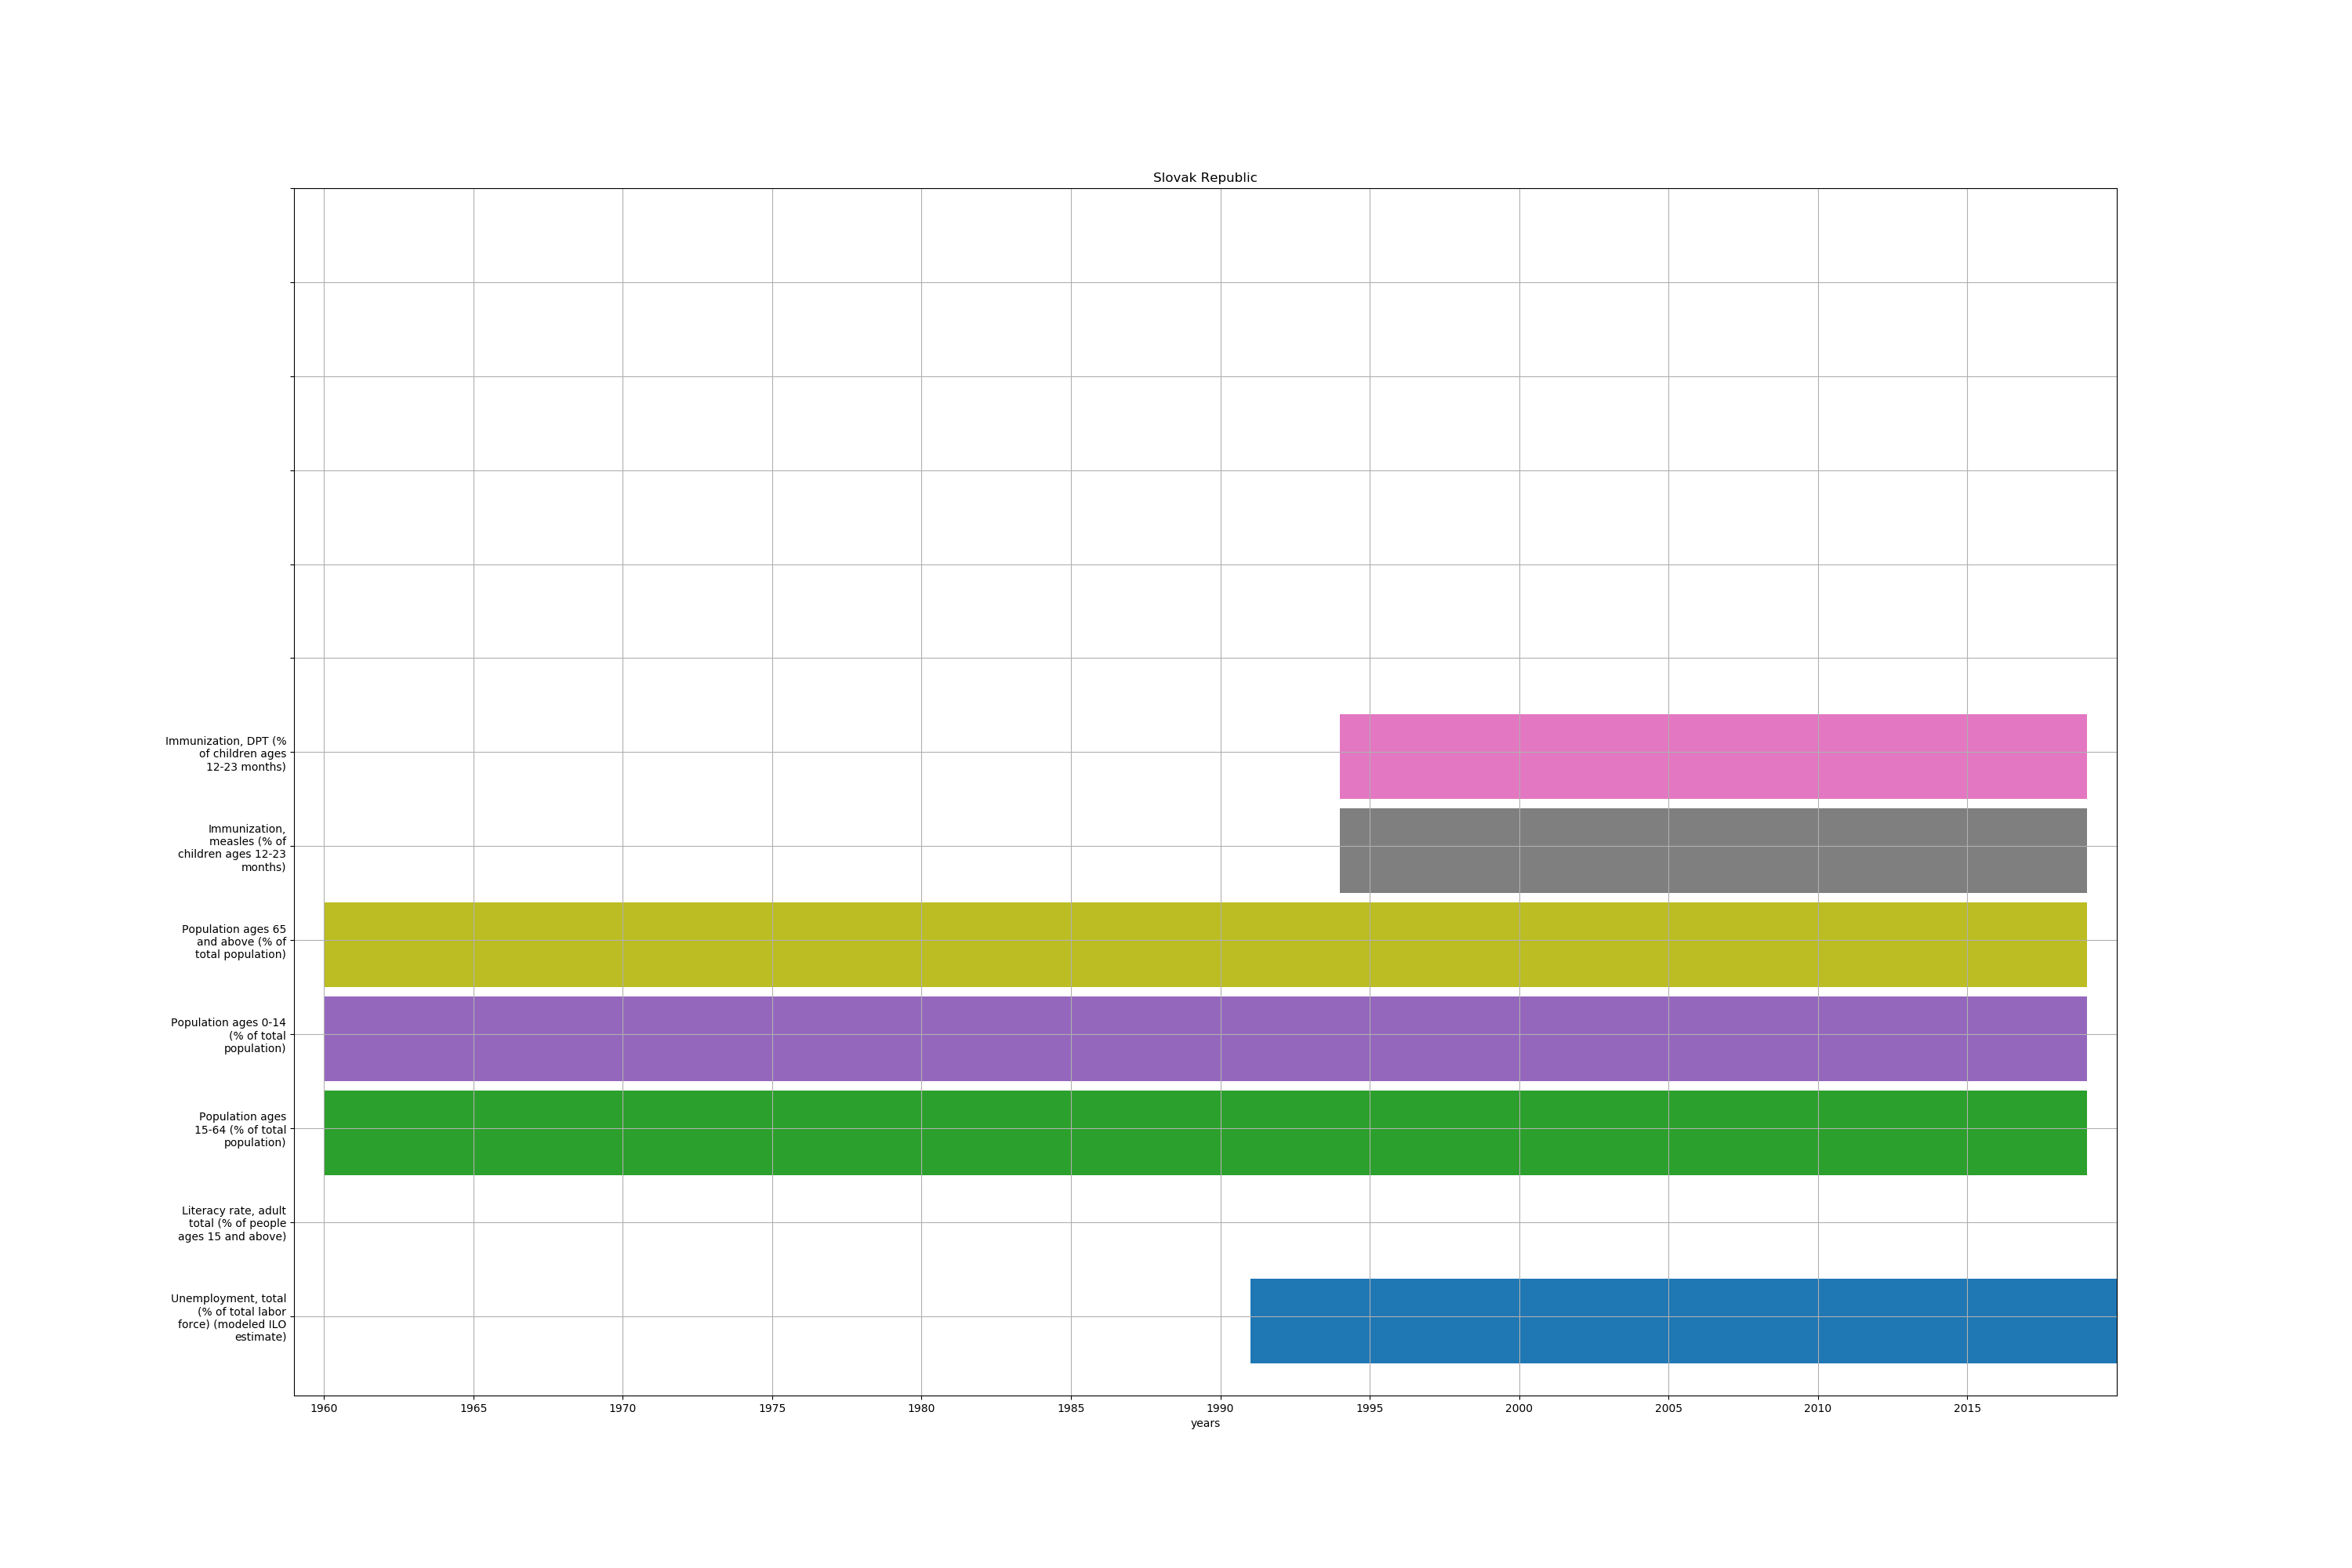 Slovak Republic
Immunization, DPT (%
of children ages
12-23 months)
Immunization,
measles (% of
children ages 12-23
months)
Population ages 65
and above (% of
total population)
Population ages 0-14
(% of total
population)
Population ages
15-64 (% of total
population)
Literacy rate, adult
total (% of people
ages 15 and above)
Unemployment, total
(% of total labor
force) (modeled ILO
estimate)
1960 1965 1970 1975 1980 1985 1990 1995 2000 2005 2010 2015
years